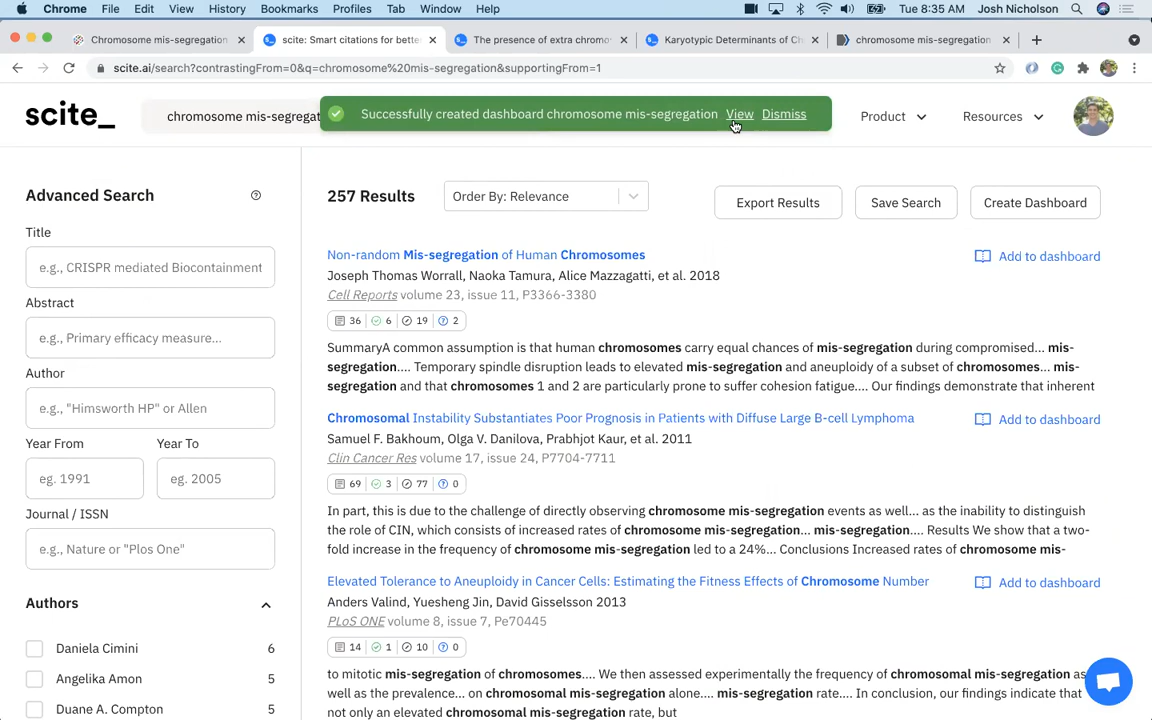 Chrome File Edit View History Bookmarks Profiles Tab Window Help Tue 8:35 AM Josh Nicholson
Chromosome mis-segregation
scite: Smart citations for bette
The presence of extra chromo
Karyotypic Determinants of Ch
chromosome mis-segregation
scite.ai/search?contrastingFrom=0&q=chromosome%20mis-segregation&supportingFrom=1
scite_
chromosome mis-segregat
Successfully created dashboard chromosome mis-segregation View Dismiss
Product
Resources
Advanced Search
Title
e.g., CRISPR mediated Biocontainment
Abstract
e.g., Primary efficacy measure...
Author
e.g., "Himsworth HP" or Allen
Year From Year To
eg. 1991 eg. 2005
Journal / ISSN
e.g., Nature or "Plos One"
Authors
Daniela Cimini 6
Angelika Amon 5
Duane A. Compton 5
257 Results
Order By: Relevance
Export Results
Save Search
Create Dashboard
Non-random Mis-segregation of Human Chromosomes
Add to dashboard
Joseph Thomas Worrall, Naoka Tamura, Alice Mazzagatti, et al. 2018
Cell Reports volume 23, issue 11, P3366-3380
36 6 19 2
SummaryA common assumption is that human chromosomes carry equal chances of mis-segregation during compromised... mis-
segregation.... Temporary spindle disruption leads to elevated mis-segregation and aneuploidy of a subset of chromosomes... mis-
segregation and that chromosomes 1 and 2 are particularly prone to suffer cohesion fatigue.... Our findings demonstrate that inherent
Chromosomal Instability Substantiates Poor Prognosis in Patients with Diffuse Large B-cell Lymphoma
Add to dashboard
Samuel F. Bakhoum, Olga V. Danilova, Prabhjot Kaur, et al. 2011
Clin Cancer Res volume 17, issue 24, P7704-7711
69 3 77 0
In part, this is due to the challenge of directly observing chromosome mis-segregation events as well... as the inability to distinguish
the role of CIN, which consists of increased rates of chromosome mis-segregation... mis-segregation.... Results We show that a two-
fold increase in the frequency of chromosome mis-segregation led to a 24%... Conclusions Increased rates of chromosome mis-
Elevated Tolerance to Aneuploidy in Cancer Cells: Estimating the Fitness Effects of Chromosome Number
Add to dashboard
Anders Valind, Yuesheng Jin, David Gisselsson 2013
PLoS ONE volume 8, issue 7, Pe70445
14 1 10 0
to mitotic mis-segregation of chromosomes.... We then assessed experimentally the frequency of chromosomal mis-segregation as
well as the prevalence... on chromosomal mis-segregation alone.... mis-segregation rate.... In conclusion, our findings indicate that
not only an elevated chromosomal mis-segregation rate, but